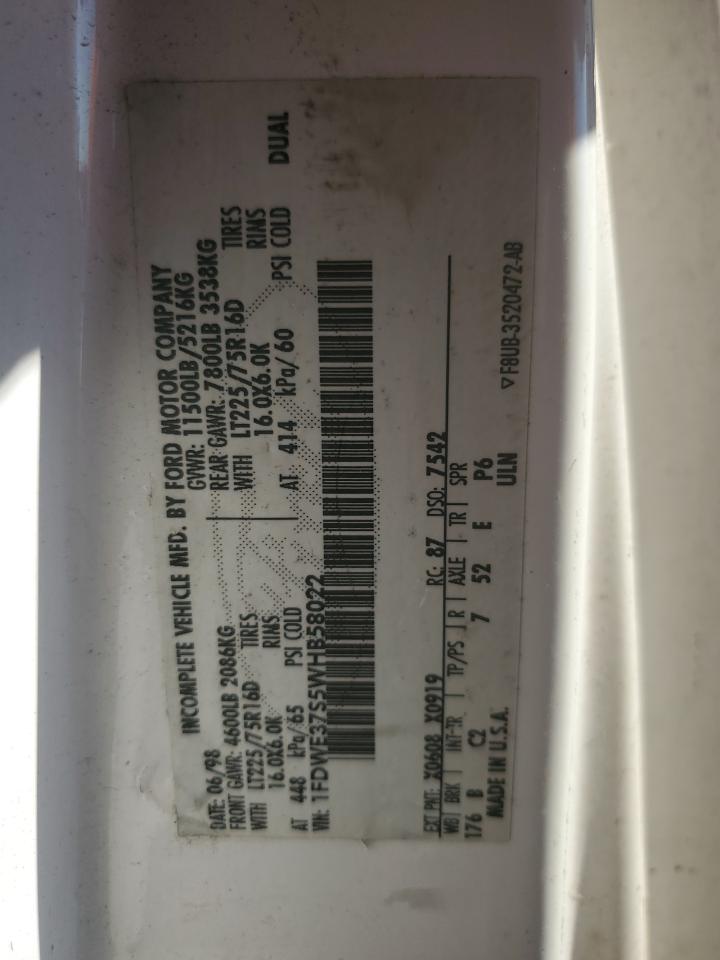 INCOMPLETE VEHICLE MFD. BY FORD MOTOR COMPANY
DATE: 06/98 GVWR: 11500LB/5216KG
FRONT GAWR: 4600LB 2086KG REAR GAWR: 7800LB 3538KG
WITH LT225/75R16D TIRES WITH LT225/75R16D TIRES
16.0X6.0K RIMS 16.0X6.0K RIMS
AT 448 kPa/65 PSI COLD AT 414 kPa/60 PSI COLD DUAL
VIN: 1FDWE37S5WHB58022
EXT PNT: X0608 X0919 RC: 87 DSO: 7542
WB | BRK | INT-TR | TP/PS | R | AXLE | TR | SPR
176 B C2 7 52 E P6
MADE IN U.S.A. ULN
▽ F8UB-3520472-AB